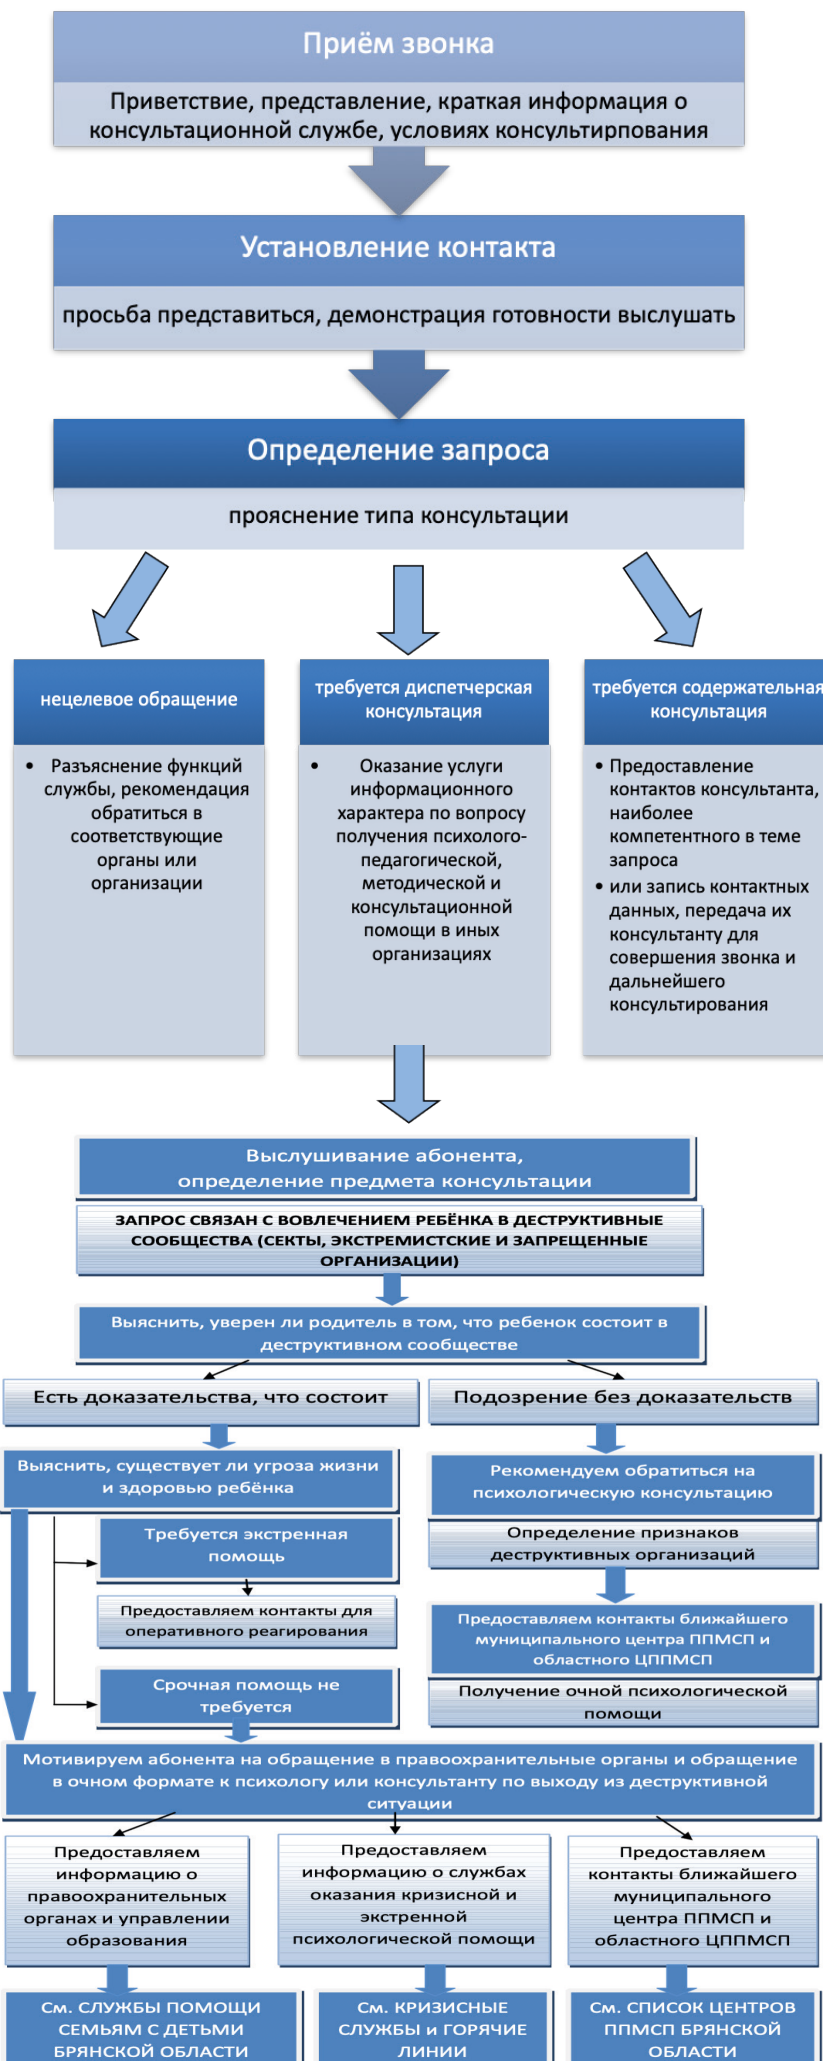 Приём звонка
Приветствие, представление, краткая информация о
консультационной службе, условиях консультирпования
Установление контакта
просьба представиться, демонстрация готовности выслушать
Определение запроса
прояснение типа консультации
нецелевое обращение
• Разъяснение функций
службы, рекомендация
обратиться в
соответствующие
органы или
организации
требуется диспетчерская
консультация
• Оказание услуги
информационного
характера по вопросу
получения психолого-
педагогической,
методической и
консультационной
помощи в иных
организациях
требуется содержательная
консультация
• Предоставление
контактов консультанта,
наиболее
компетентного в теме
запроса
• или запись контактных
данных, передача их
консультанту для
совершения звонка и
дальнейшего
консультирования
Выслушивание абонента,
определение предмета консультации
ЗАПРОС СВЯЗАН С ВОВЛЕЧЕНИЕМ РЕБЁНКА В ДЕСТРУКТИВНЫЕ
СООБЩЕСТВА (СЕКТЫ, ЭКСТРЕМИСТСКИЕ И ЗАПРЕЩЕННЫЕ
ОРГАНИЗАЦИИ)
Выяснить, уверен ли родитель в том, что ребенок состоит в
деструктивном сообществе
Есть доказательства, что состоит
Подозрение без доказательств
Выяснить, существует ли угроза жизни
и здоровью ребёнка
Требуется экстренная
помощь
Предоставляем контакты для
оперативного реагирования
Срочная помощь не
требуется
Рекомендуем обратиться на
психологическую консультацию
Определение признаков
деструктивных организаций
Предоставляем контакты ближайшего
муниципального центра ППМСП и
областного ЦППМСП
Получение очной психологической
помощи
Мотивируем абонента на обращение в правоохранительные органы и обращение
в очном формате к психологу или консультанту по выходу из деструктивной
ситуации
Предоставляем
информацию о
правоохранительных
органах и управлении
образования
Предоставляем
информацию о службах
оказания кризисной и
экстренной
психологической помощи
Предоставляем
контакты ближайшего
муниципального
центра ППМСП и
областного ЦППМСП
См. СЛУЖБЫ ПОМОЩИ
СЕМЬЯМ С ДЕТЬМИ
БРЯНСКОЙ ОБЛАСТИ
См. КРИЗИСНЫЕ
СЛУЖБЫ и ГОРЯЧИЕ
ЛИНИИ
См. СПИСОК ЦЕНТРОВ
ППМСП БРЯНСКОЙ
ОБЛАСТИ